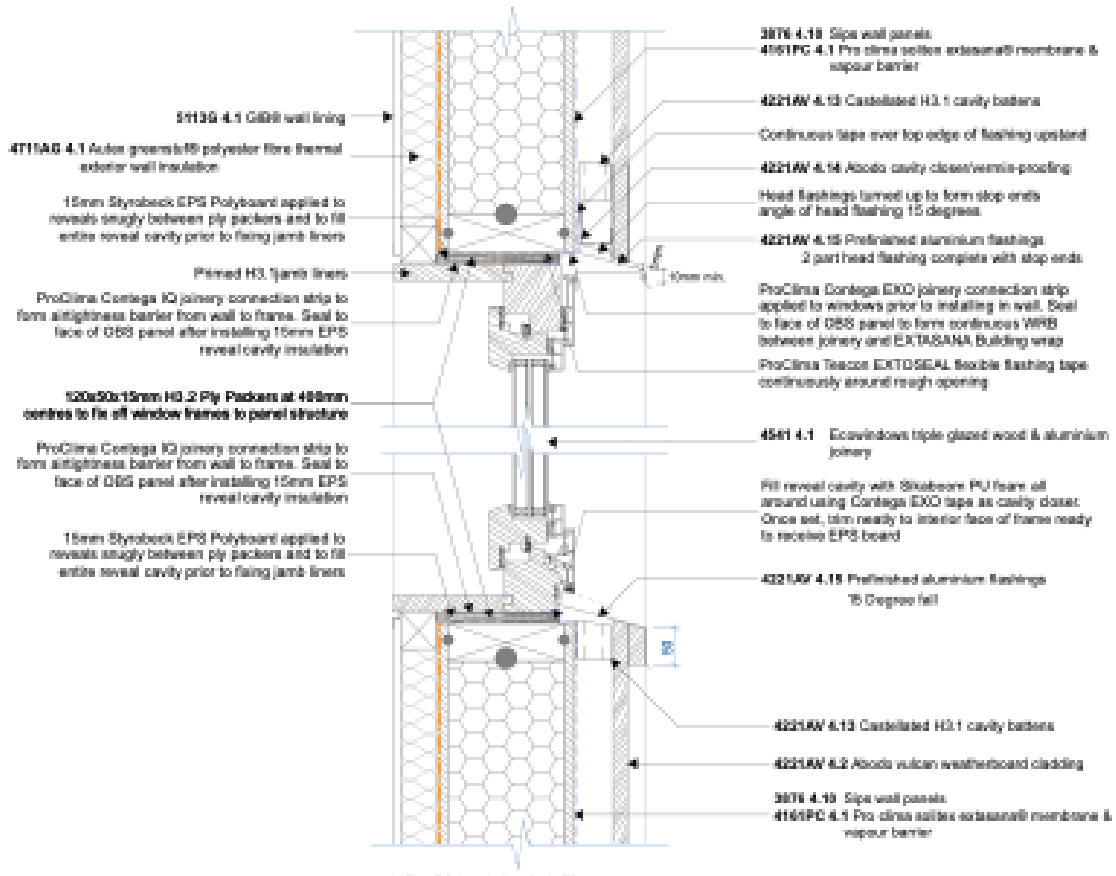 5113G 4.1 GIB® wall lining
4711AG 4.1 Autex greenstuf® polyester fibre thermal
exterior wall insulation
15mm Styrobeck EPS Polyboard applied to
reveals snugly between ply packers and to fill
entire reveal cavity prior to fixing jamb liners
Primed H3.1jamb liners
ProClima Contega IQ joinery connection strip to
form airtightness barrier from wall to frame. Seal to
face of OBS panel after installing 15mm EPS
reveal cavity insulation
120x50x15mm H3.2 Ply Packers at 400mm
centres to fix off window frames to panel structure
ProClima Contega IQ joinery connection strip to
form airtightness barrier from wall to frame. Seal to
face of OBS panel after installing 15mm EPS
reveal cavity insulation
15mm Styrobeck EPS Polyboard applied to
reveals snugly between ply packers and to fill
entire reveal cavity prior to fixing jamb liners
3876 4.10 Sips wall panels
4161PC 4.1 Pro clima solitex extasana® membrane &
vapour barrier
4221AV 4.13 Castellated H3.1 cavity battens
Continuous tape over top edge of flashing upstand
4221AV 4.14 Abodo cavity closer/vermin-proofing
Head flashings turned up to form stop ends
angle of head flashing 15 degrees
4221AV 4.15 Prefinished aluminium flashings
2 part head flashing complete with stop ends
10mm min.
ProClima Contega EXO joinery connection strip
applied to windows prior to installing in wall. Seal
to face of OBS panel to form continuous WRB
between joinery and EXTASANA Building wrap
ProClima Tescon EXTOSEAL flexible flashing tape
continuously around rough opening
4541 4.1 Ecowindows triple glazed wood & aluminium
joinery
Fill reveal cavity with Sikaboom PU foam all
around using Contega EXO tape as cavity closer.
Once set, trim neatly to interior face of frame ready
to receive EPS board
4221AV 4.15 Prefinished aluminium flashings
15 Degree fall
50
4221AV 4.13 Castellated H3.1 cavity battens
4221AV 4.2 Abodo vulcan weatherboard cladding
3876 4.10 Sips wall panels
4161PC 4.1 Pro clima solitex extasana® membrane &
vapour barrier